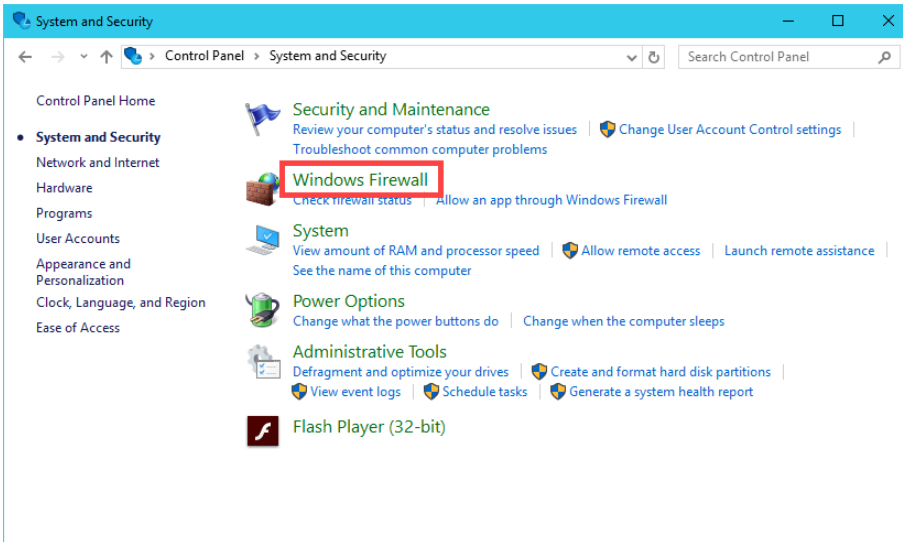 System and Security
Control Panel > System and Security
Search Control Panel
Control Panel Home
System and Security
Network and Internet
Hardware
Programs
User Accounts
Appearance and
Personalization
Clock, Language, and Region
Ease of Access
Security and Maintenance
Review your computer's status and resolve issues
Change User Account Control settings
Troubleshoot common computer problems
Windows Firewall
Check firewall status
Allow an app through Windows Firewall
System
View amount of RAM and processor speed
Allow remote access
Launch remote assistance
See the name of this computer
Power Options
Change what the power buttons do
Change when the computer sleeps
Administrative Tools
Defragment and optimize your drives
Create and format hard disk partitions
View event logs
Schedule tasks
Generate a system health report
Flash Player (32-bit)